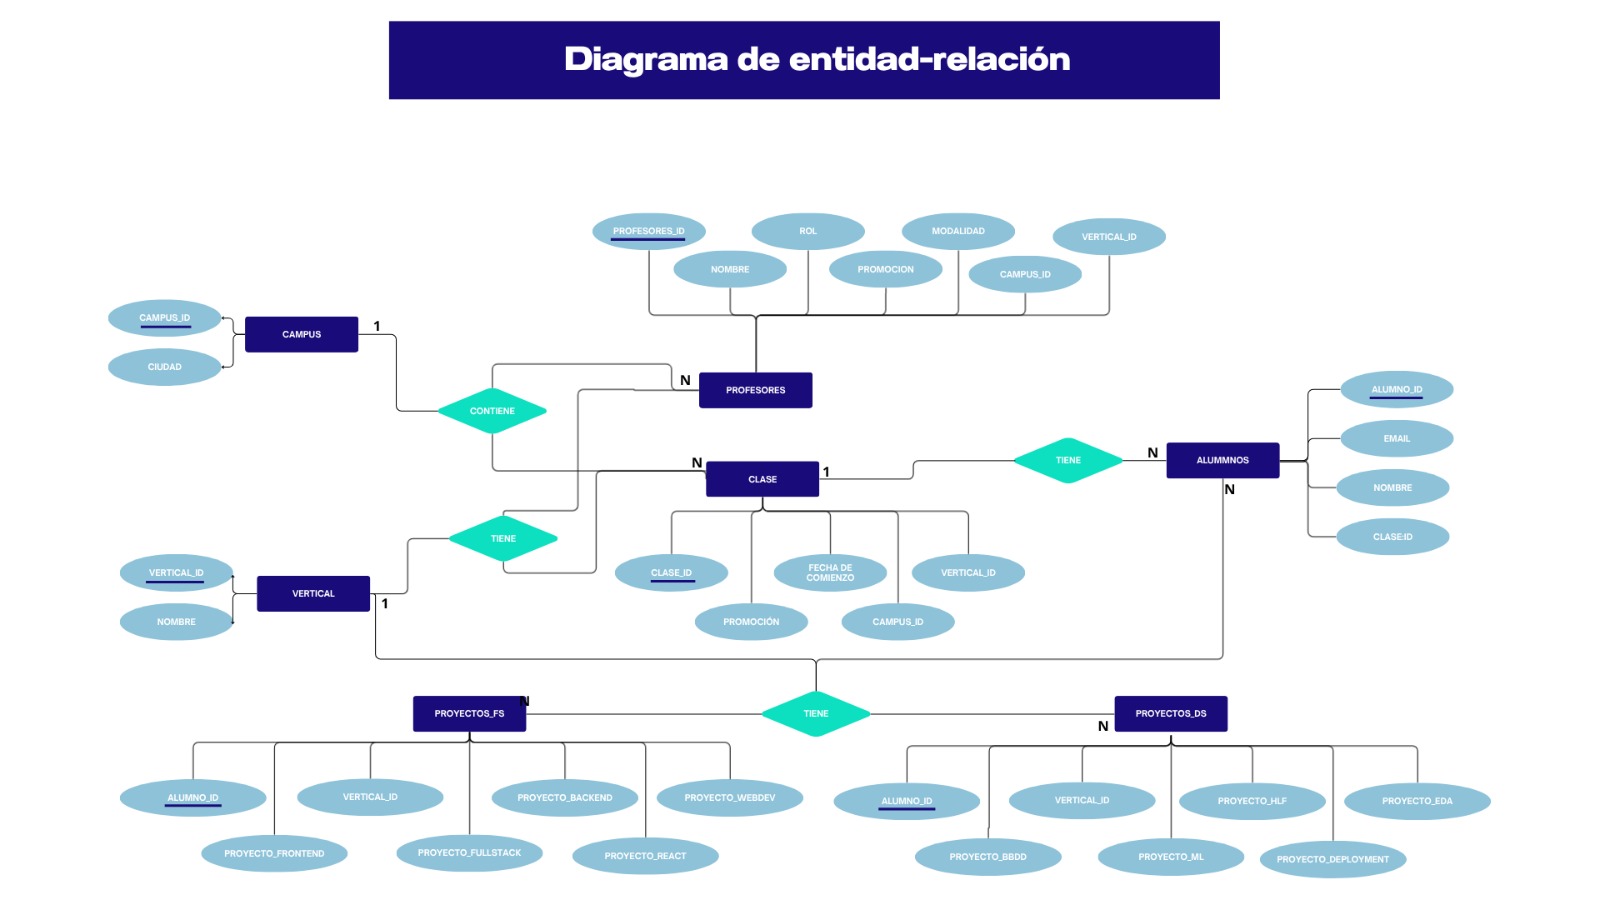 Diagrama de entidad-relación
PROFESORES_ID
ROL
MODALIDAD
VERTICAL_ID
NOMBRE
PROMOCION
CAMPUS_ID
CAMPUS_ID
CIUDAD
CAMPUS
1
CONTIENE
N
PROFESORES
N
CLASE
1
TIENE
N
ALUMMNOS
N
ALUMNO_ID
EMAIL
NOMBRE
CLASE:ID
TIENE
VERTICAL_ID
NOMBRE
VERTICAL
1
CLASE_ID
FECHA DE
COMIENZO
VERTICAL_ID
PROMOCIÓN
CAMPUS_ID
PROYECTOS_FS
N
TIENE
N
PROYECTOS_DS
ALUMNO_ID
VERTICAL_ID
PROYECTO_BACKEND
PROYECTO_WEBDEV
PROYECTO_FRONTEND
PROYECTO_FULLSTACK
PROYECTO_REACT
ALUMNO_ID
VERTICAL_ID
PROYECTO_HLF
PROYECTO_EDA
PROYECTO_BBDD
PROYECTO_ML
PROYECTO_DEPLOYMENT